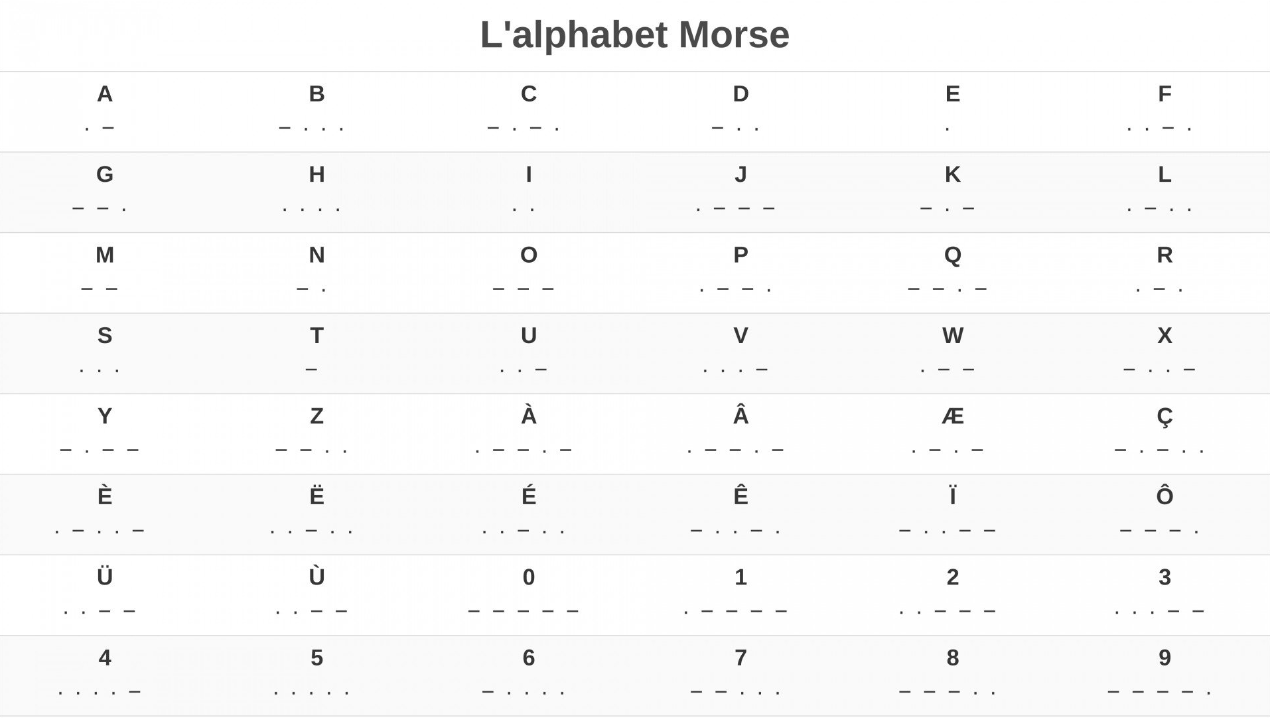 L'alphabet Morse
A B C D E F
. – – . . . – . – . – . . . . . – .
G H I J K L
– – . . . . . . . . – – – – . – . – . .
M N O P Q R
– – – . – – – . – – . – – . – . – .
S T U V W X
. . . – . . – . . . – . – – – . . –
Y Z À Â Æ Ç
– . – – – – . . . – – . – . – – . – . – . – – . – . .
È Ë É Ê Ï Ô
. – . . – . . – . . . . – . . – . . – . – . . – – – – – .
Ü Ù 0 1 2 3
. . – – . . – – – – – – – . – – – – . . – – – . . . – –
4 5 6 7 8 9
. . . . – . . . . . – . . . . – – . . . – – – . . – – – – .